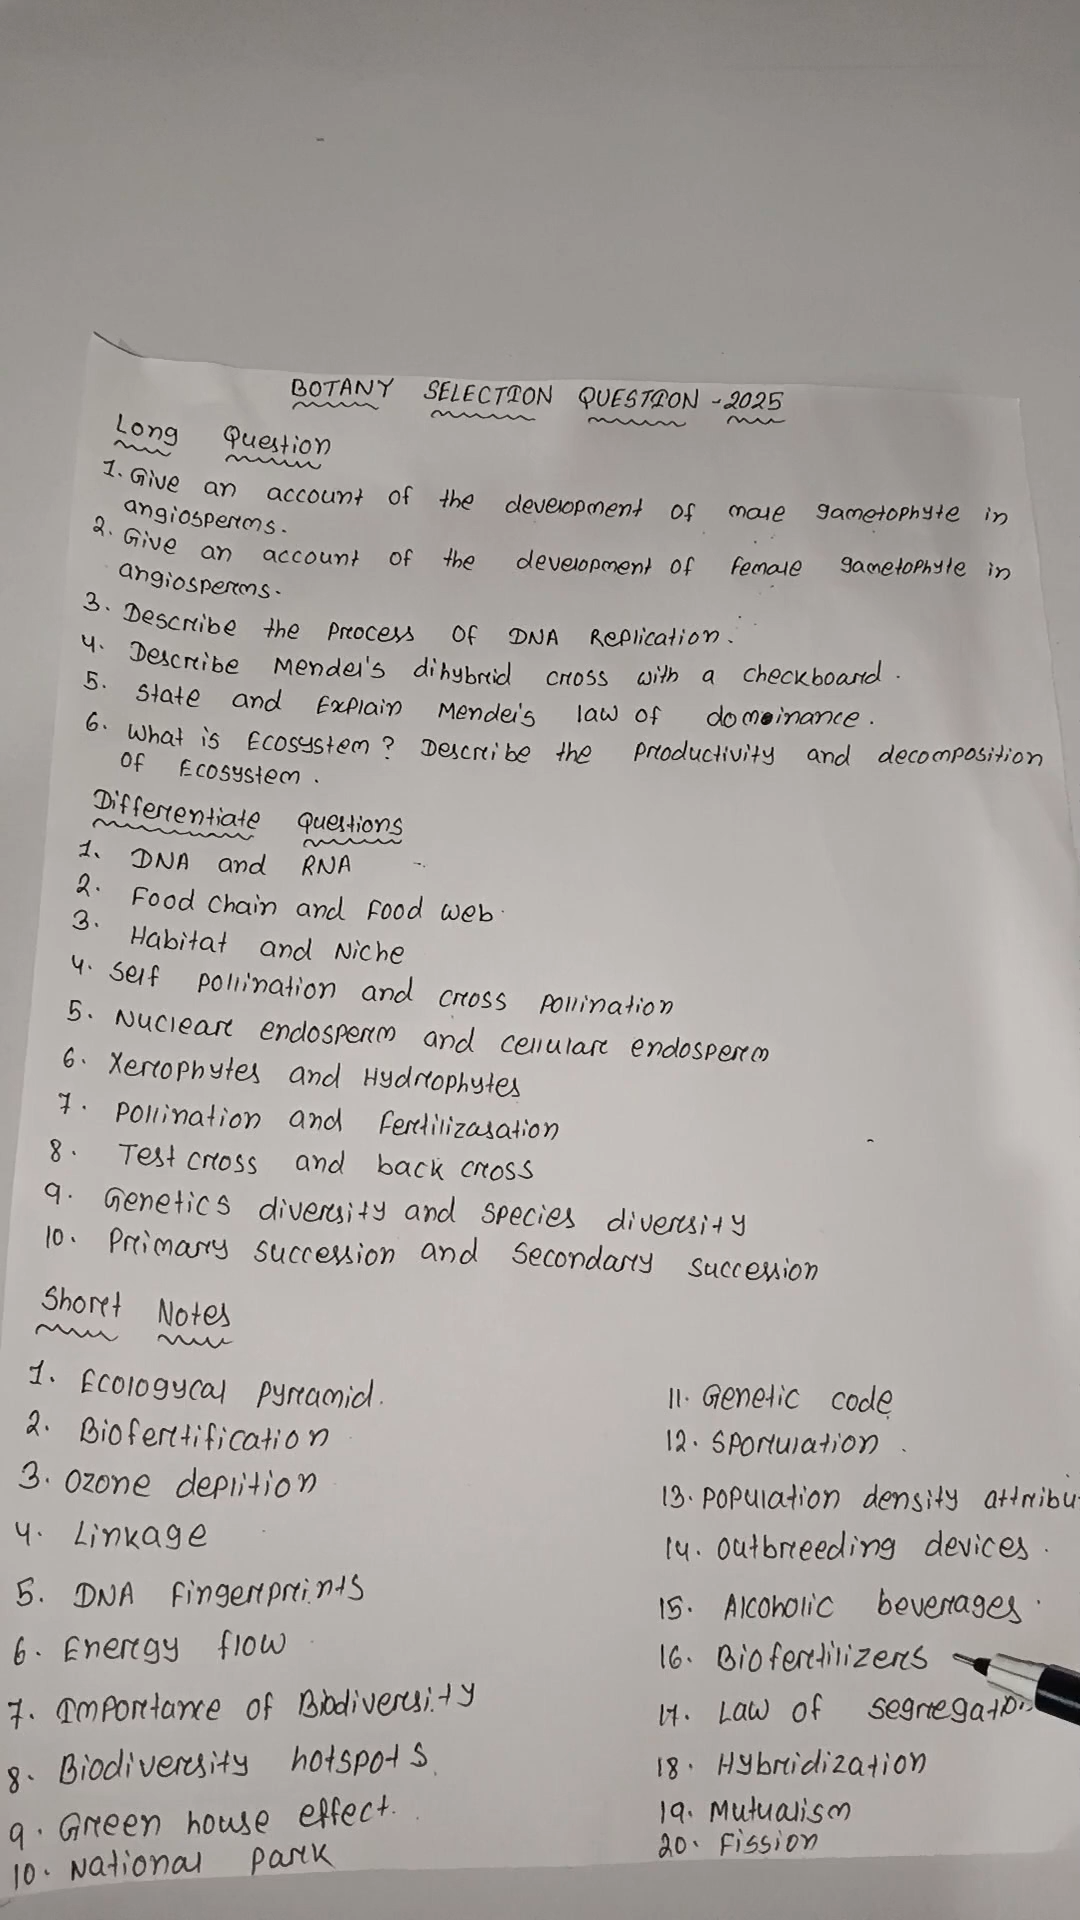 BOTANY SELECTION QUESTION - 2025
Long Question
1. Give an account of the development of male gametophyte in
angiosperms.
2. Give an account of the development of female gametophyte in
angiosperms.
3. Describe the process of DNA Replication.
4. Describe Mendel's dihybrid cross with a checkboard.
5. State and Explain Mendel's law of domoinance.
6. What is Ecosystem? Describe the productivity and decomposition
of Ecosystem.
Differentiate Questions
1. DNA and RNA
2. Food chain and food web
3. Habitat and Niche
4. Self pollination and cross pollination
5. Nuclear endosperm and cellular endosperm
6. Xerophytes and Hydrophytes
7. Pollination and fertilizasation
8. Test cross and back cross
9. Genetics diversity and species diversity
10. Primary succession and secondary succession
Short Notes
1. Ecologycal pyramid.
2. Biofertification
3. Ozone deplition
4. Linkage
5. DNA fingerprints
6. Energy flow
7. Importance of Biodiversity
8. Biodiversity hotspots
9. Green house effect.
10. National park
11. Genetic code
12. Sporulation.
13. Population density attribu
14. outbreeding devices.
15. Alcoholic beverages.
16. Biofertilizers
17. Law of segregation
18. Hybridization
19. Mutualism
20. Fission